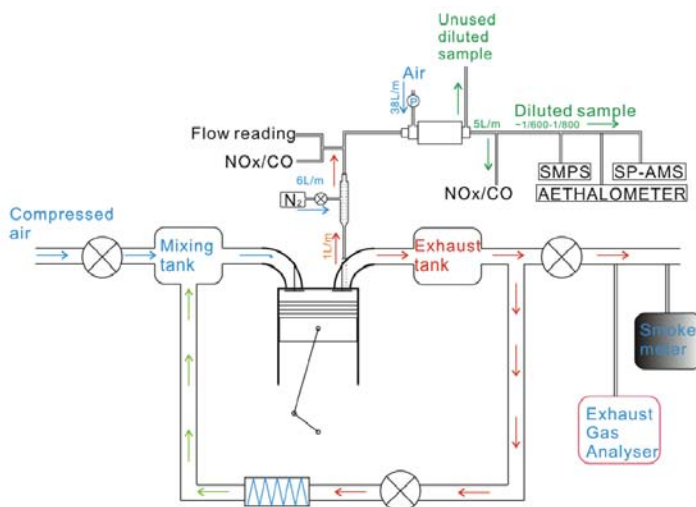 Unused
diluted
sample
Air
38L/m
P
5L/m
Diluted sample
~1/600-1/800
Flow reading
NOx/CO
6L/m
N2
NOx/CO
SMPS
SP-AMS
AETHALOMETER
Compressed
air
Mixing
tank
1L/m
Exhaust
tank
Smoke
meter
Exhaust
Gas
Analyser